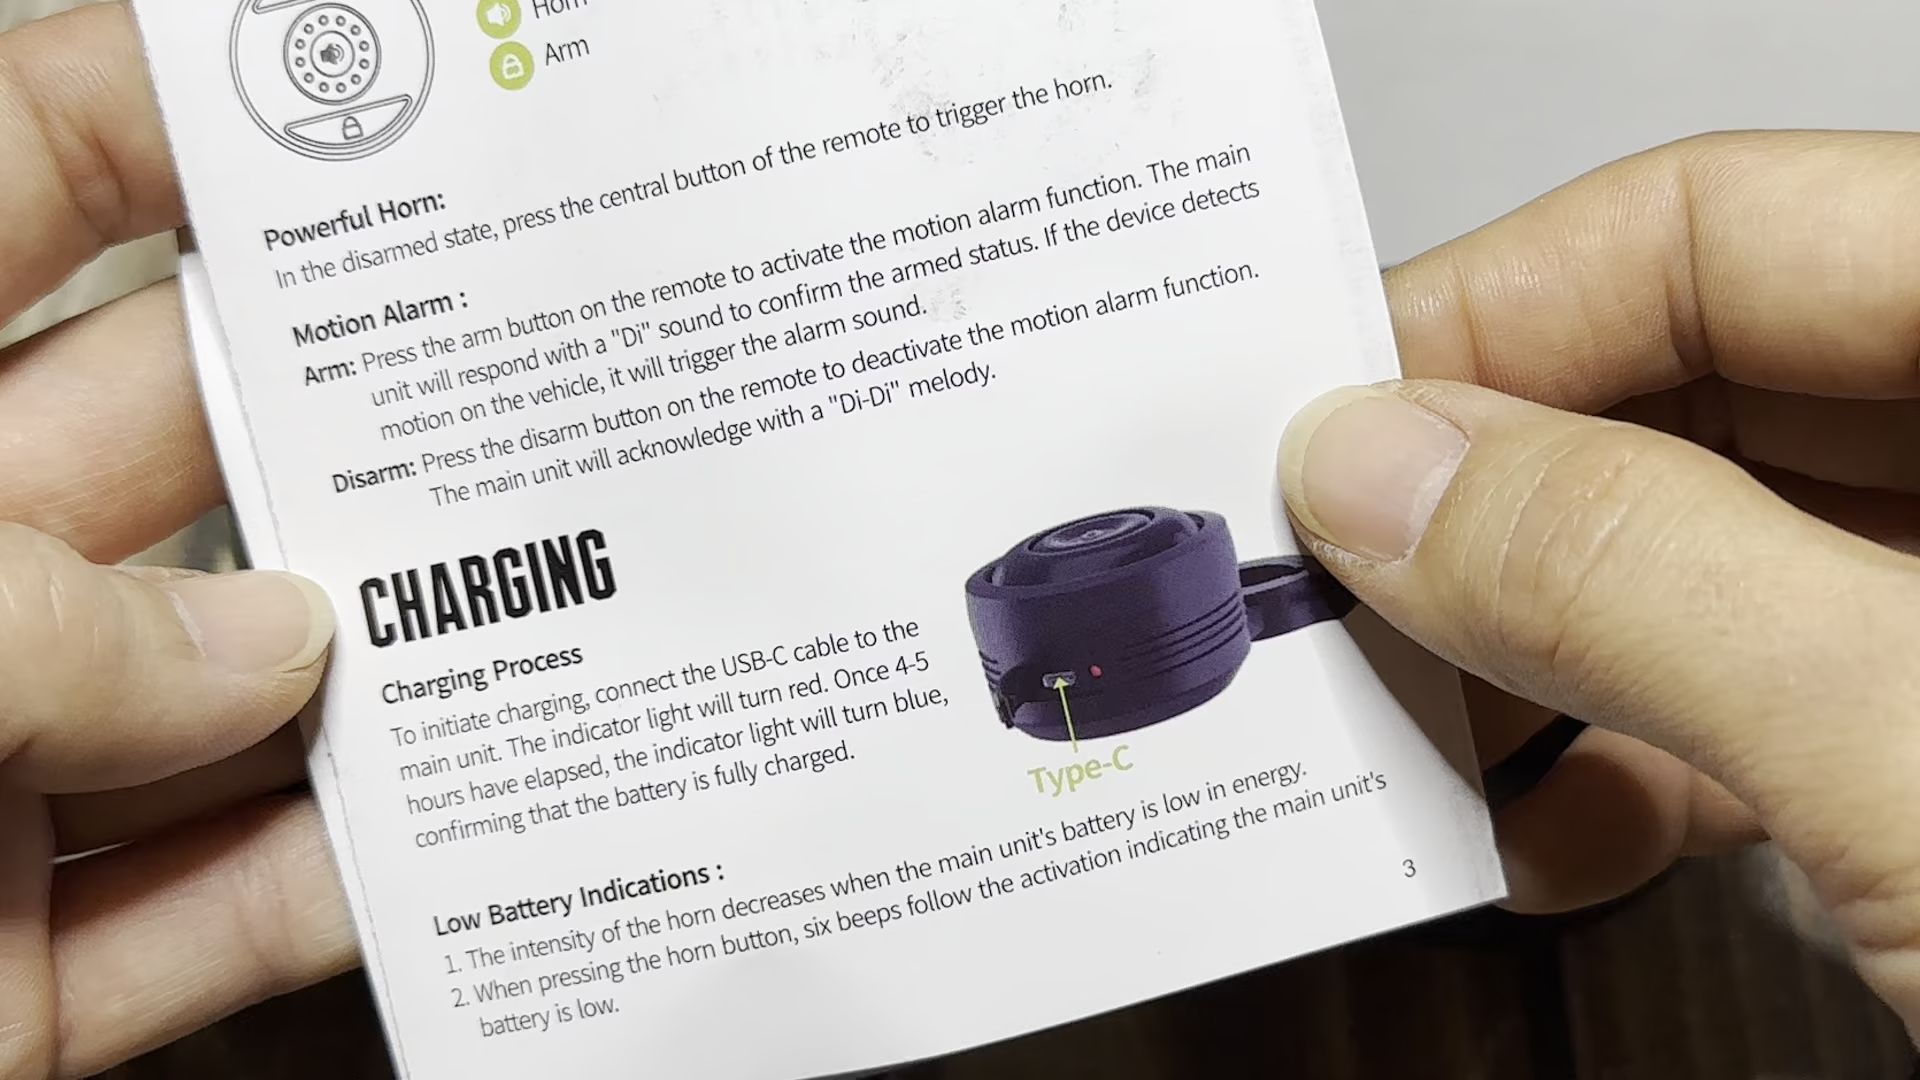 Horn
Arm
Powerful Horn:
In the disarmed state, press the central button of the remote to trigger the horn.
Motion Alarm :
Arm: Press the arm button on the remote to activate the motion alarm function. The main
unit will respond with a "Di" sound to confirm the armed status. If the device detects
motion on the vehicle, it will trigger the alarm sound.
Disarm: Press the disarm button on the remote to deactivate the motion alarm function.
The main unit will acknowledge with a "Di-Di" melody.
CHARGING
Charging Process
To initiate charging, connect the USB-C cable to the
main unit. The indicator light will turn red. Once 4-5
hours have elapsed, the indicator light will turn blue,
confirming that the battery is fully charged.
Type-C
Low Battery Indications :
1. The intensity of the horn decreases when the main unit's battery is low in energy.
2. When pressing the horn button, six beeps follow the activation indicating the main unit's
battery is low.
3